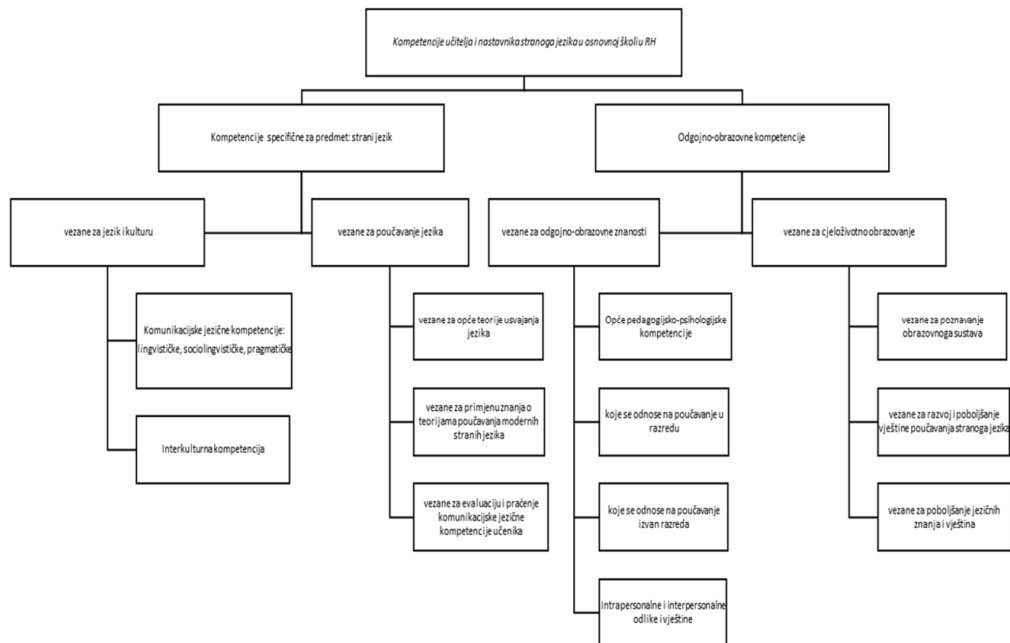 Kompetencije učitelja i nastavnika stranoga jezika u osnovnoj školi u RH
Kompetencije specifične za predmet: strani jezik
Odgojno-obrazovne kompetencije
vezane za jezik i kulturu
vezane za poučavanje jezika
vezane za odgojno-obrazovne znanosti
vezane za cjeloživotno obrazovanje
Komunikacijske jezične kompetencije:
lingvističke, sociolingvističke, pragmatičke
Interkulturna kompetencija
vezane za opće teorije usvajanja
jezika
vezane za primjenu znanja o
teorijama poučavanja modernih
stranih jezika
vezane za evaluaciju i praćenje
komunikacijske jezične
kompetencije učenika
Opće pedagogijsko-psihologijske
kompetencije
koje se odnose na poučavanje u
razredu
koje se odnose na poučavanje
izvan razreda
Intrapersonalne i interpersonalne
odlike i vještine
vezane za poznavanje
obrazovnoga sustava
vezane za razvoj i poboljšanje
vještine poučavanja stranoga jezika
vezane za poboljšanje jezičnih
znanja i vještina